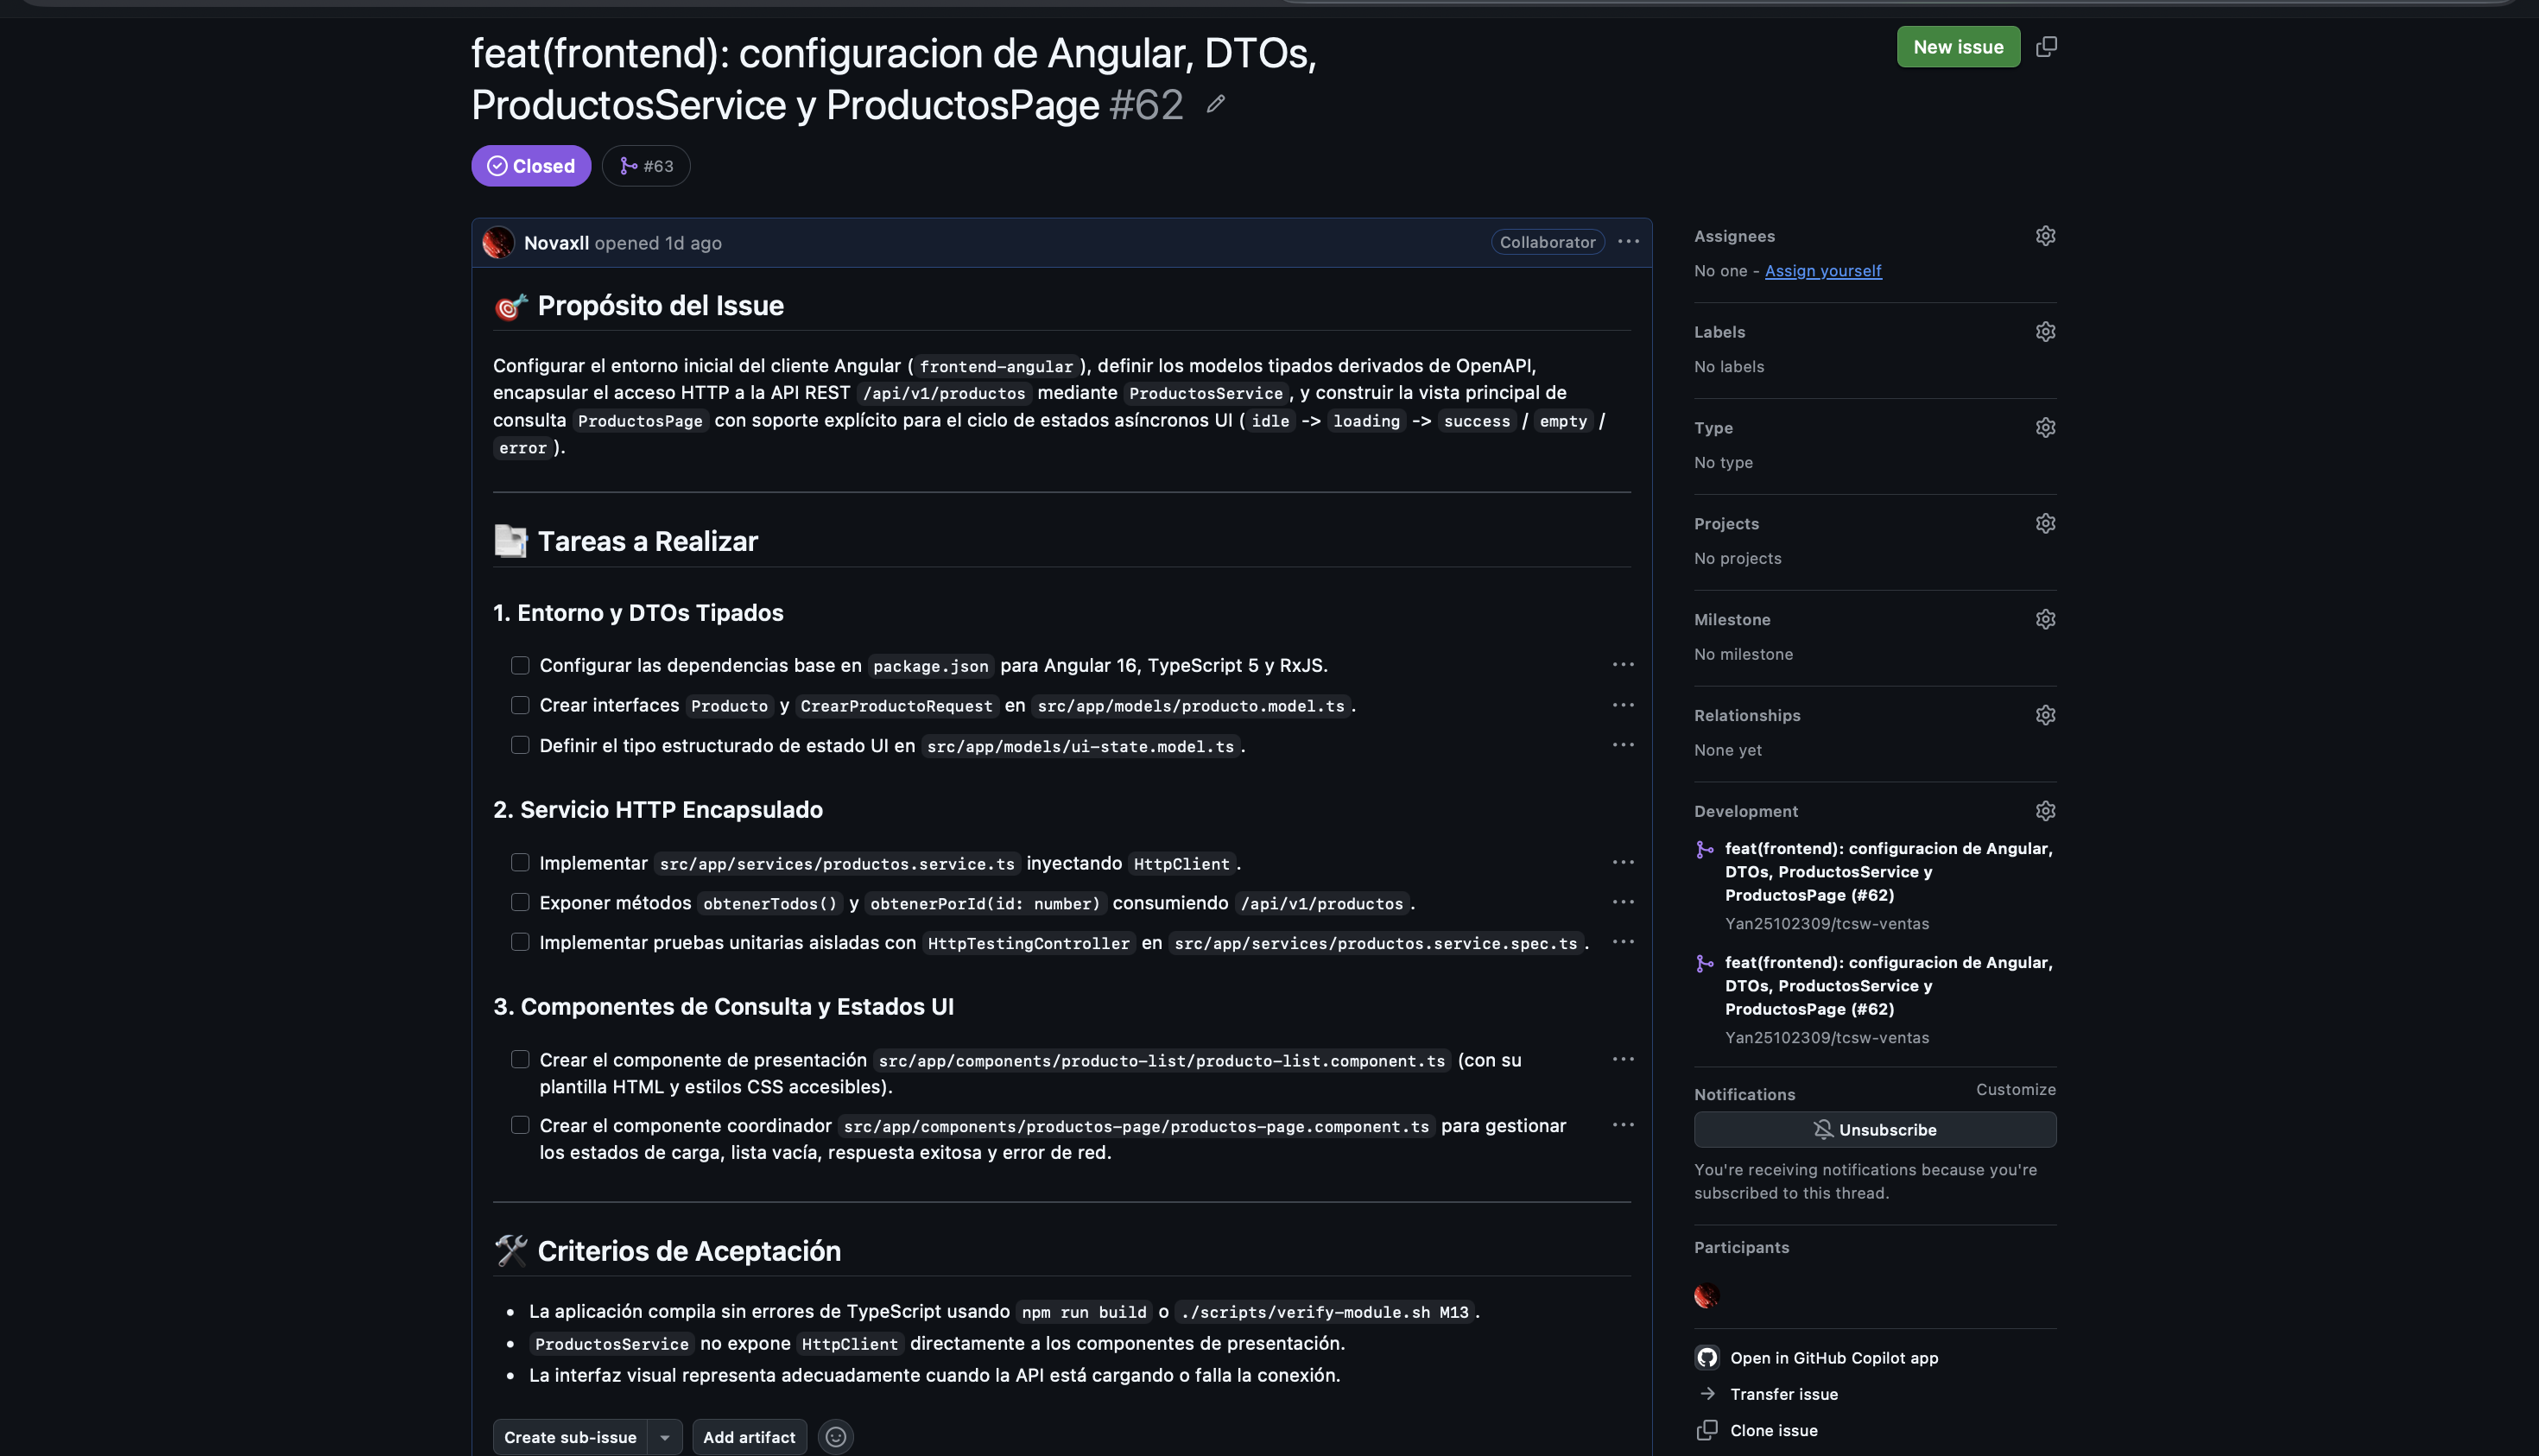 feat(frontend): configuracion de Angular, DTOs,
ProductosService y ProductosPage #62
New issue
Closed
#63
Novaxll opened 1d ago
Collaborator
Propósito del Issue
Configurar el entorno inicial del cliente Angular ( frontend-angular ), definir los modelos tipados derivados de OpenAPI,
encapsular el acceso HTTP a la API REST /api/v1/productos mediante ProductosService , y construir la vista principal de
consulta ProductosPage con soporte explícito para el ciclo de estados asíncronos UI ( idle -> loading -> success / empty /
error ).
Tareas a Realizar
1. Entorno y DTOs Tipados
Configurar las dependencias base en package.json para Angular 16, TypeScript 5 y RxJS.
Crear interfaces Producto y CrearProductoRequest en src/app/models/producto.model.ts .
Definir el tipo estructurado de estado UI en src/app/models/ui-state.model.ts .
2. Servicio HTTP Encapsulado
Implementar src/app/services/productos.service.ts inyectando HttpClient .
Exponer métodos obtenerTodos() y obtenerPorId(id: number) consumiendo /api/v1/productos .
Implementar pruebas unitarias aisladas con HttpTestingController en src/app/services/productos.service.spec.ts .
3. Componentes de Consulta y Estados UI
Crear el componente de presentación src/app/components/producto-list/producto-list.component.ts (con su
plantilla HTML y estilos CSS accesibles).
Crear el componente coordinador src/app/components/productos-page/productos-page.component.ts para gestionar
los estados de carga, lista vacía, respuesta exitosa y error de red.
Criterios de Aceptación
La aplicación compila sin errores de TypeScript usando npm run build o ./scripts/verify-module.sh M13 .
ProductosService no expone HttpClient directamente a los componentes de presentación.
La interfaz visual representa adecuadamente cuando la API está cargando o falla la conexión.
Create sub-issue
Add artifact
Assignees
No one - Assign yourself
Labels
No labels
Type
No type
Projects
No projects
Milestone
No milestone
Relationships
None yet
Development
feat(frontend): configuracion de Angular,
DTOs, ProductosService y
ProductosPage (#62)
Yan25102309/tcsw-ventas
feat(frontend): configuracion de Angular,
DTOs, ProductosService y
ProductosPage (#62)
Yan25102309/tcsw-ventas
Notifications
Customize
Unsubscribe
You're receiving notifications because you're
subscribed to this thread.
Participants
Open in GitHub Copilot app
Transfer issue
Clone issue